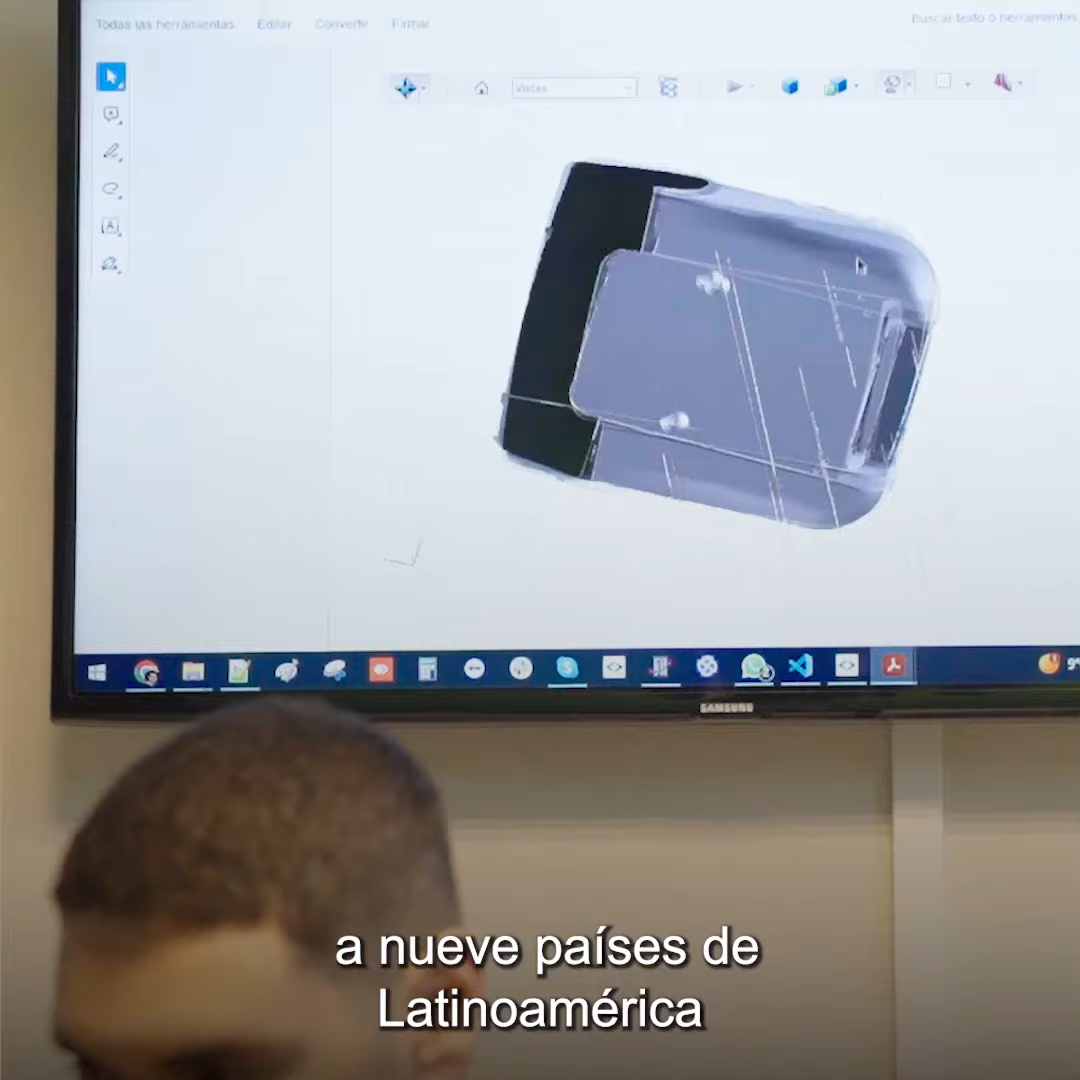 Todas las herramientas Editar Convertir Firmar
Buscar texto o herramientas
Vistas
SAMSUNG
a nueve países de
Latinoamérica